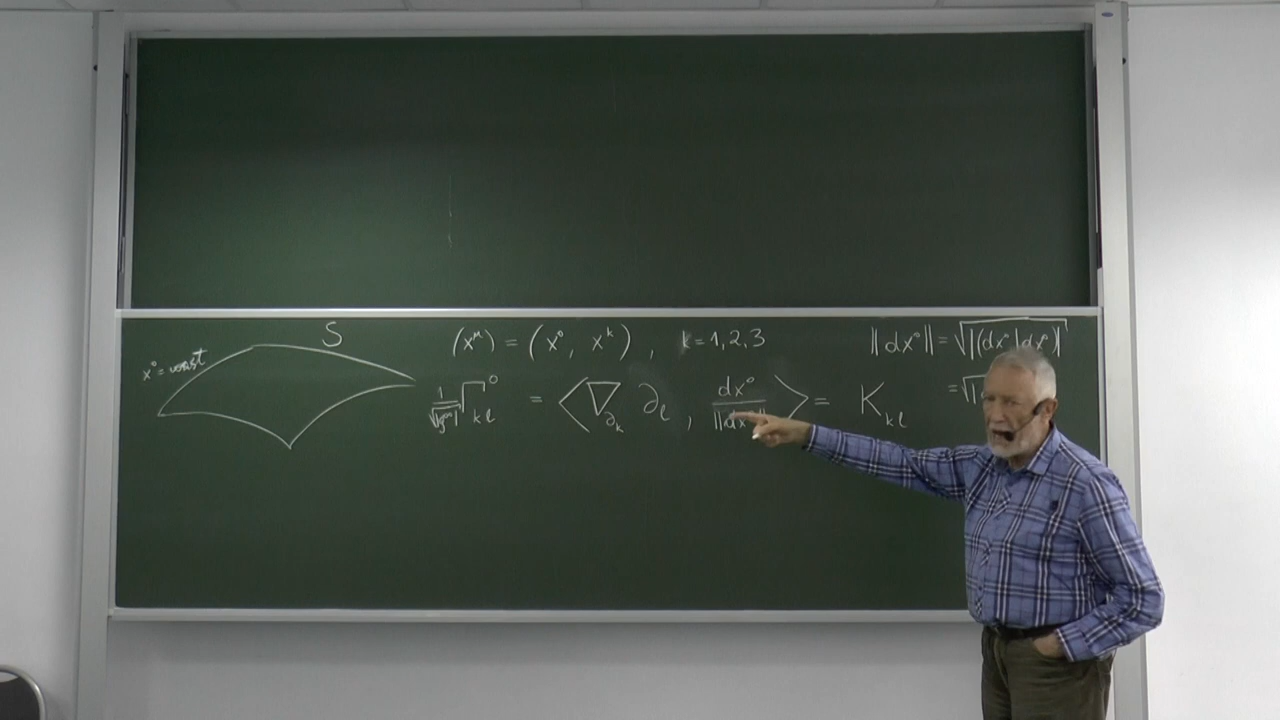 S
x⁰ = const
(x^μ) = (x⁰, x^k), k = 1,2,3
||dx⁰|| = √|(dx⁰|dx⁰)|
1/√|g⁰⁰| Γ⁰_kl = ⟨∇_∂k ∂_l, dx⁰/||dx⁰||⟩ = K_kl
= √|